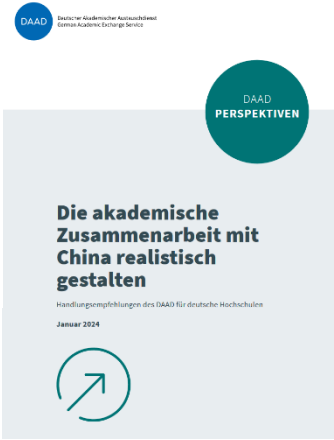 DAAD
Deutscher Akademischer Austauschdienst
German Academic Exchange Service
DAAD
PERSPEKTIVEN
Die akademische
Zusammenarbeit mit
China realistisch
gestalten
Handlungsempfehlungen des DAAD für deutsche Hochschulen
Januar 2024